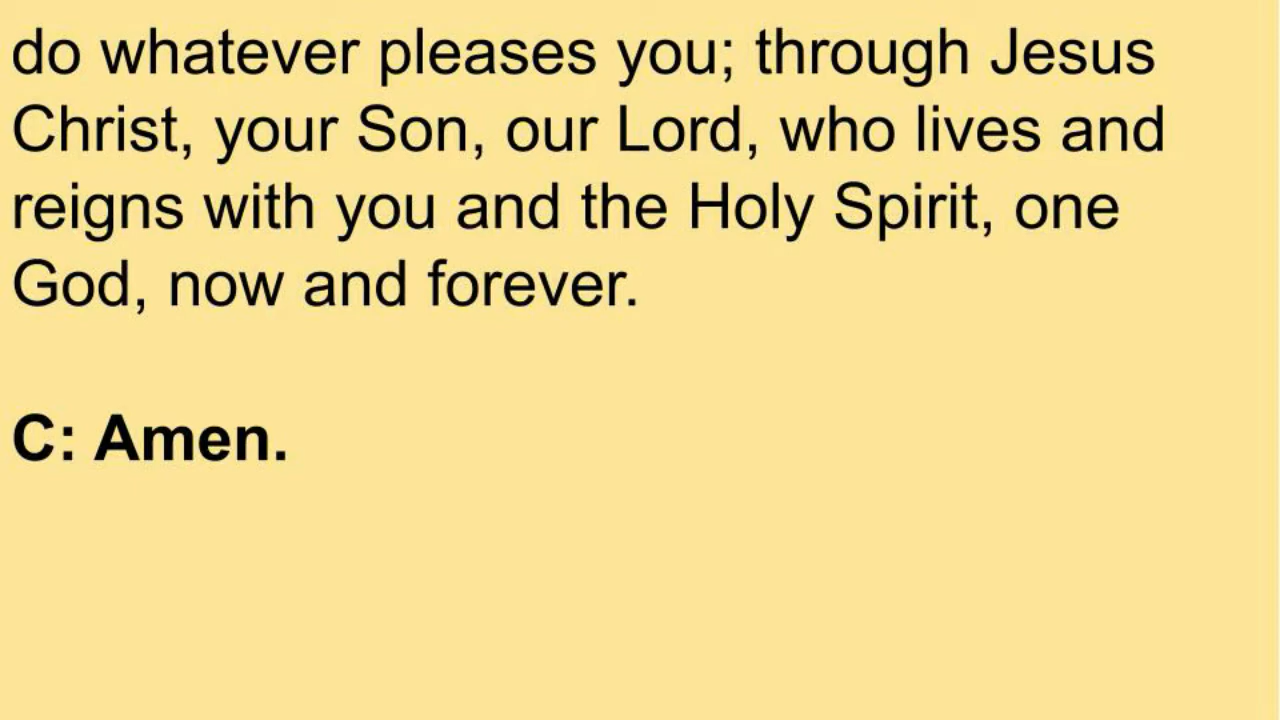 do whatever pleases you; through Jesus
Christ, your Son, our Lord, who lives and
reigns with you and the Holy Spirit, one
God, now and forever.
C: Amen.